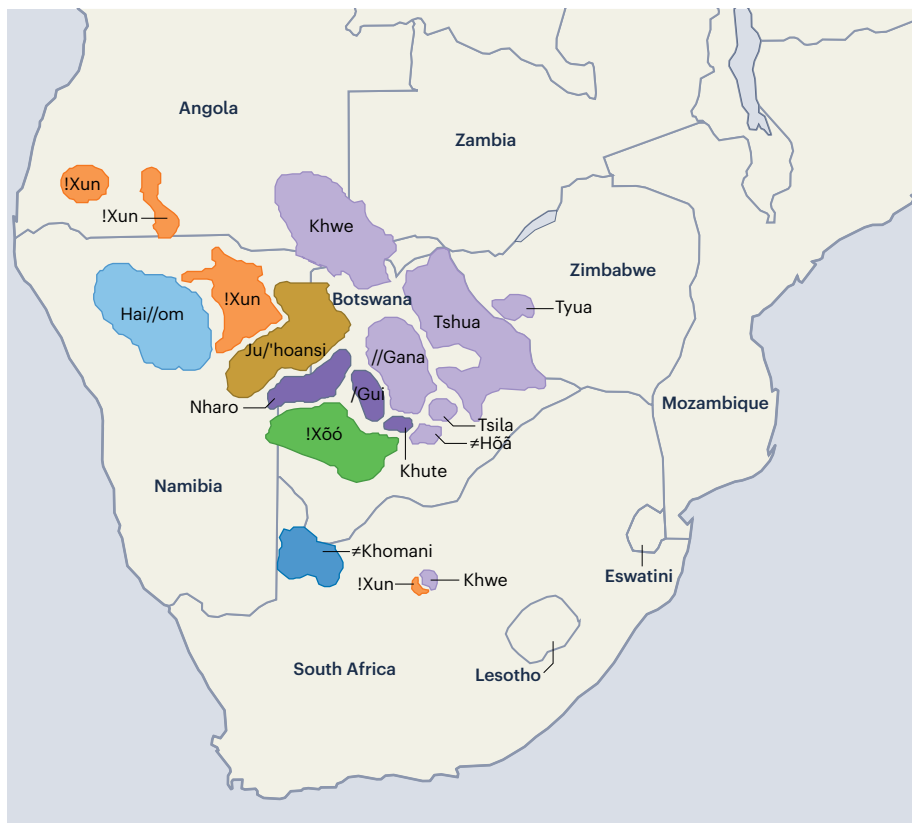 Angola
Zambia
!Xun
!Xun
Khwe
Zimbabwe
Botswana
!Xun
Hai//om
Tyua
Tshua
Ju/'hoansi
//Gana
/Gui
Nharo
Mozambique
Tsila
!Xõó
≠Hõã
Khute
Namibia
≠Khomani
Eswatini
!Xun
Khwe
South Africa
Lesotho